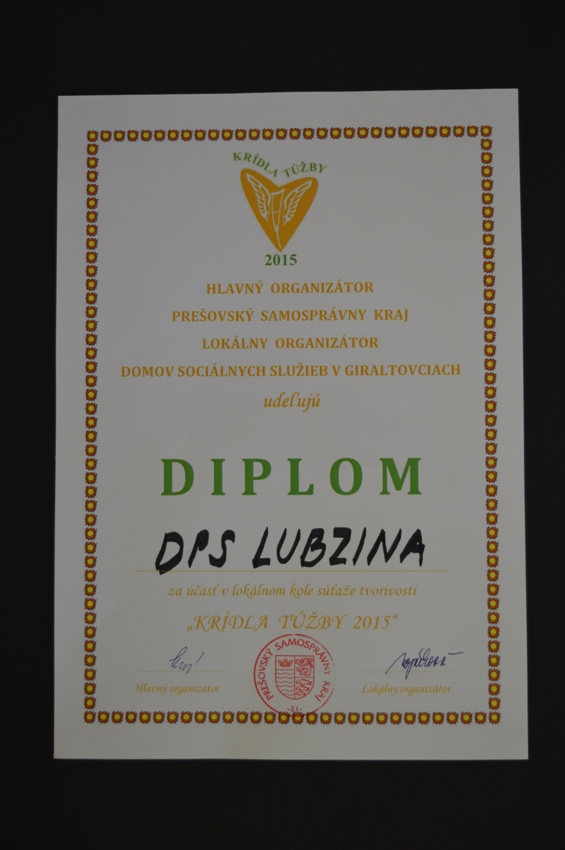 KRÍDLA TÚŽBY
2015
HLAVNÝ ORGANIZÁTOR
PREŠOVSKÝ SAMOSPRÁVNY KRAJ
LOKÁLNY ORGANIZÁTOR
DOMOV SOCIÁLNYCH SLUŽIEB V GIRALTOVCIACH
udeľujú
DIPLOM
DPS LUBZINA
za účasť v lokálnom kole súťaže tvorivosti
„KRÍDLA TÚŽBY 2015“
PREŠOVSKÝ SAMOSPRÁVNY KRAJ
-21-
Hlavný organizátor
Lokálny organizátor